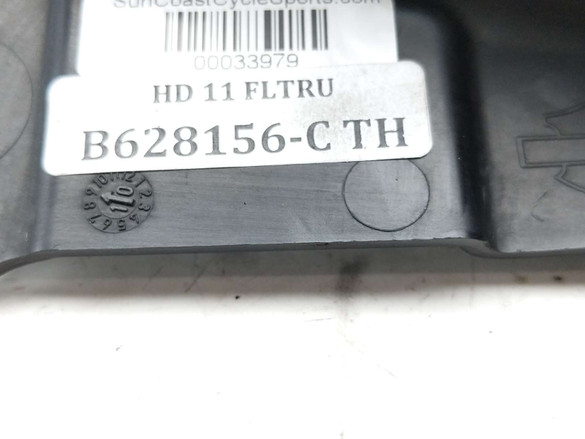 SunCoastCycleSports.com
00033979
HD 11 FLTRU
B628156-C TH